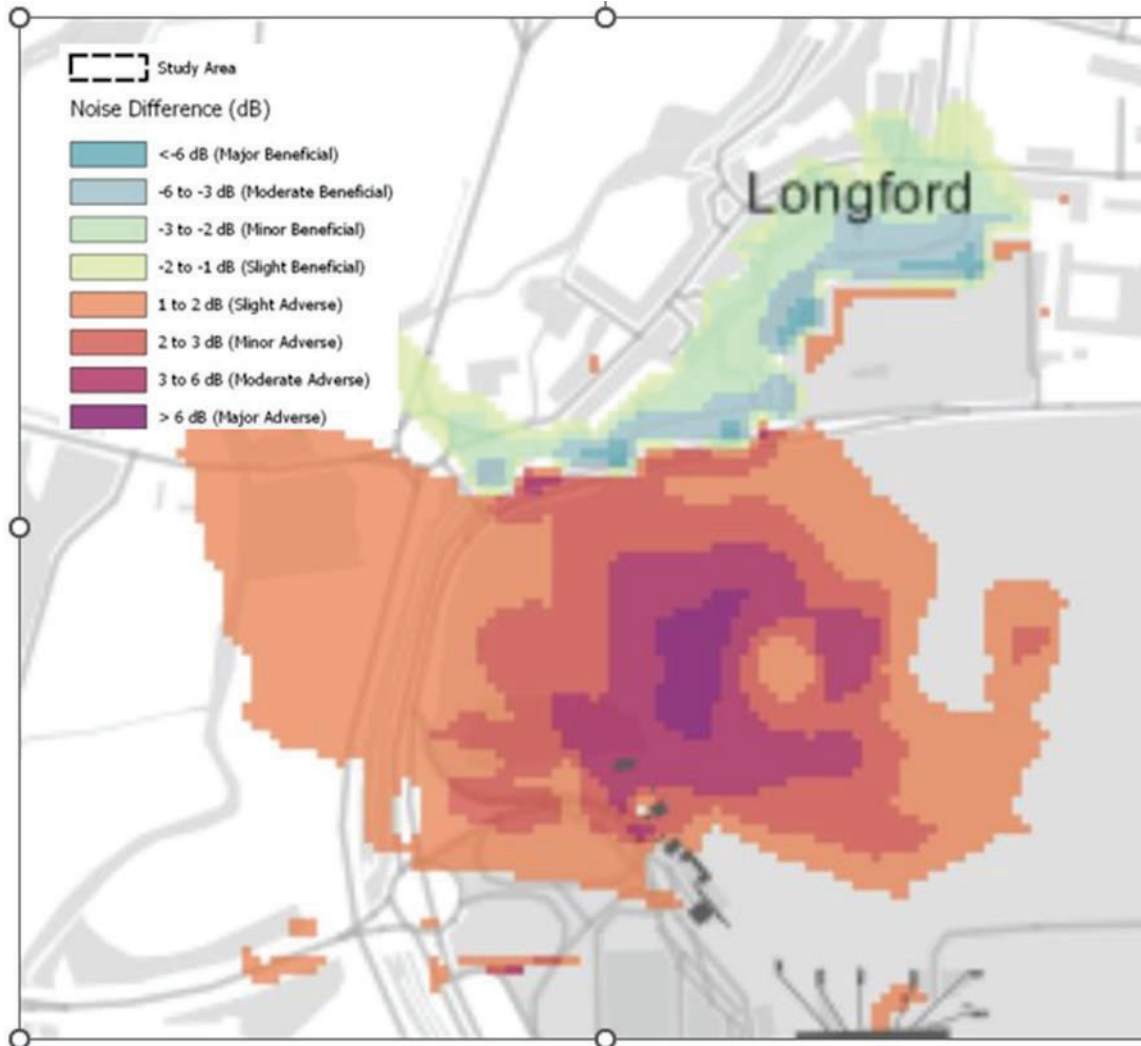 Study Area
Noise Difference (dB)
<-6 dB (Major Beneficial)
-6 to -3 dB (Moderate Beneficial)
-3 to -2 dB (Minor Beneficial)
-2 to -1 dB (Slight Beneficial)
1 to 2 dB (Slight Adverse)
2 to 3 dB (Minor Adverse)
3 to 6 dB (Moderate Adverse)
> 6 dB (Major Adverse)
Longford